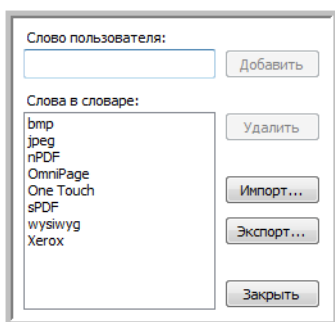 Слово пользователя:
Добавить
Слова в словаре:
Удалить
bmp
jpeg
nPDF
OmniPage
One Touch
sPDF
wysiwyg
Xerox
Импорт...
Экспорт...
Закрыть